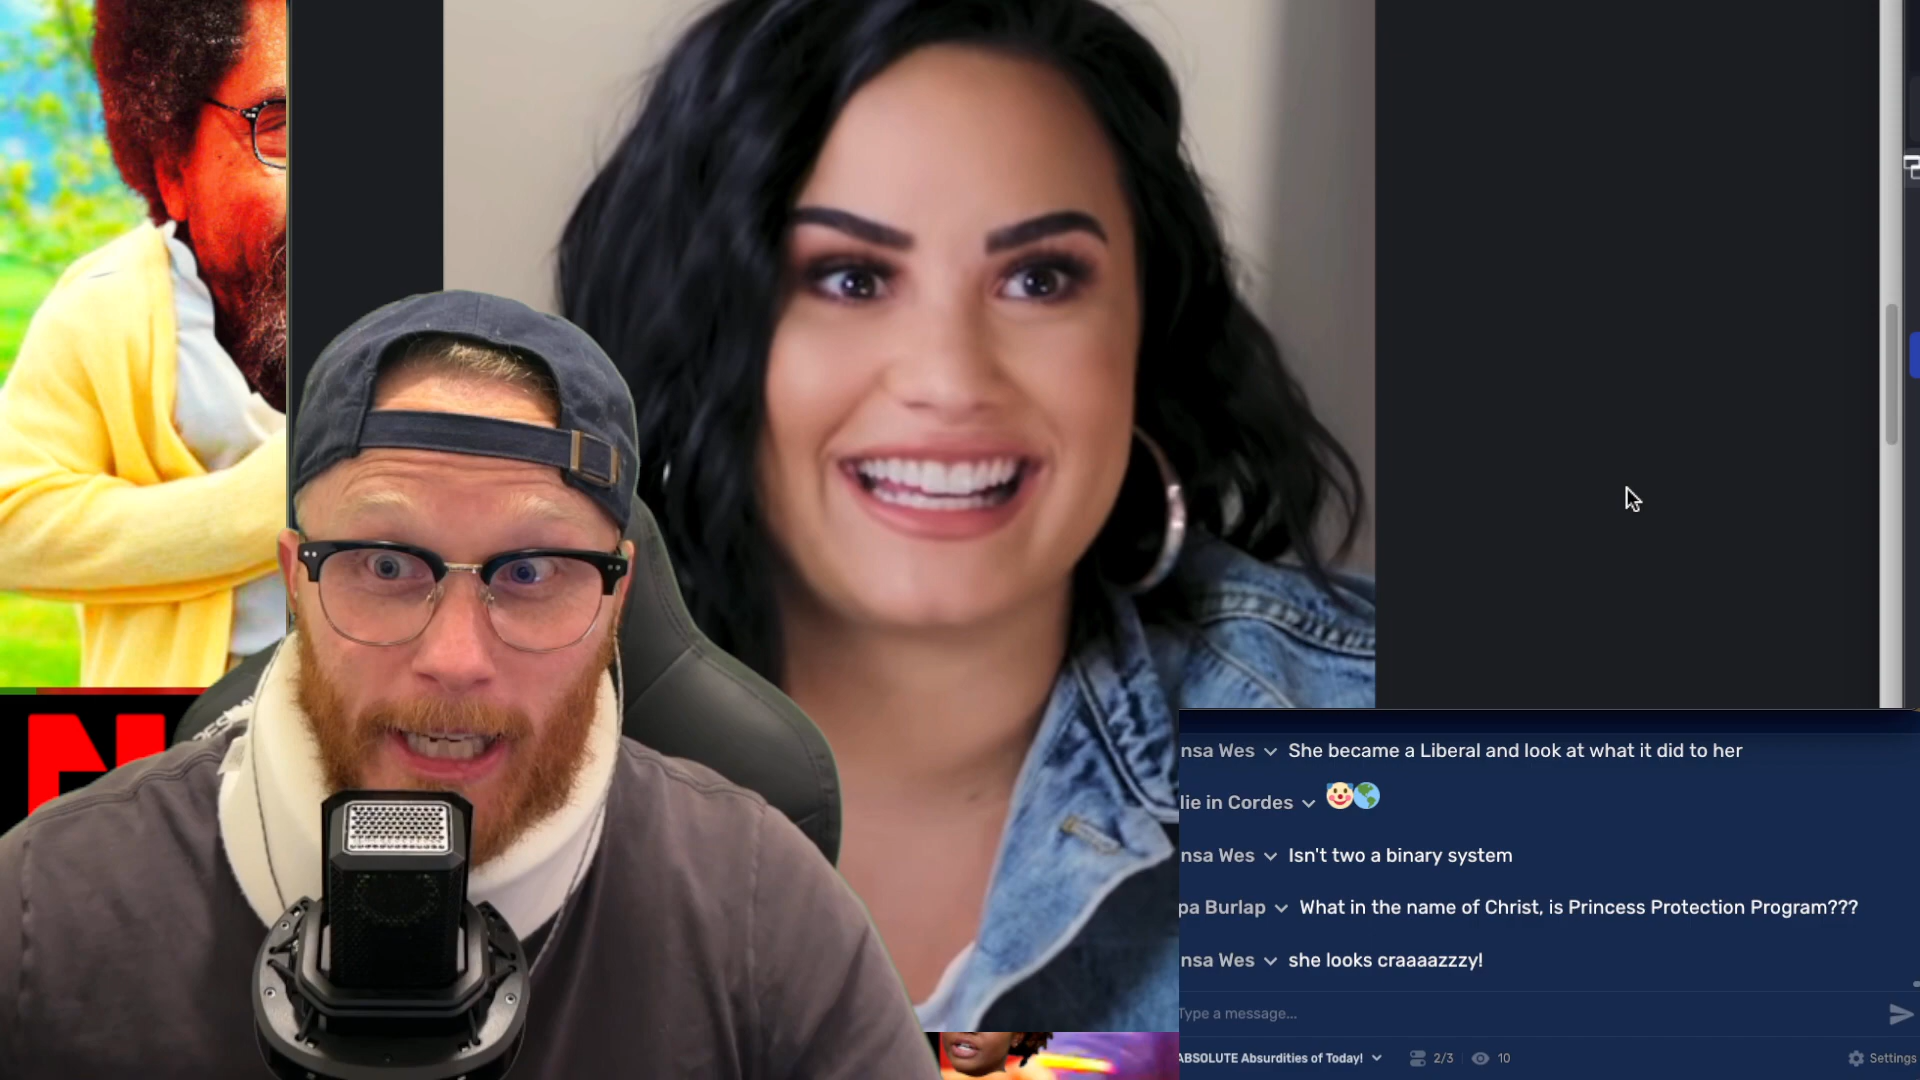 nsa Wes She became a Liberal and look at what it did to her
lie in Cordes 🤡🌎
nsa Wes Isn't two a binary system
pa Burlap What in the name of Christ, is Princess Protection Program???
nsa Wes she looks craaaazzzy!
Type a message...
ABSOLUTE Absurdities of Today! 2/3 10 Settings